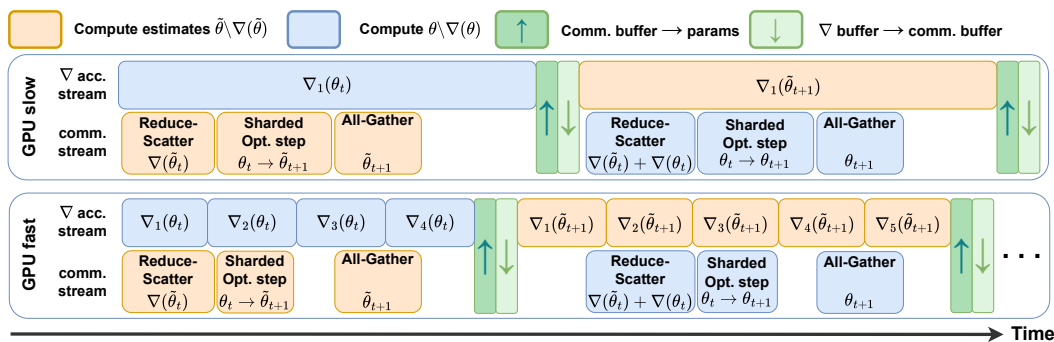 Compute estimates θ̃\∇(θ̃)
Compute θ\∇(θ)
↑ Comm. buffer → params
↓ ∇ buffer → comm. buffer
GPU slow
∇ acc.
stream
∇₁(θₜ)
∇₁(θ̃ₜ₊₁)
comm.
stream
Reduce-
Scatter
∇(θ̃ₜ)
Sharded
Opt. step
θₜ → θ̃ₜ₊₁
All-Gather
θ̃ₜ₊₁
Reduce-
Scatter
∇(θ̃ₜ) + ∇(θₜ)
Sharded
Opt. step
θₜ → θₜ₊₁
All-Gather
θₜ₊₁
GPU fast
∇ acc.
stream
∇₁(θₜ) ∇₂(θₜ) ∇₃(θₜ) ∇₄(θₜ)
∇₁(θ̃ₜ₊₁) ∇₂(θ̃ₜ₊₁) ∇₃(θ̃ₜ₊₁) ∇₄(θ̃ₜ₊₁) ∇₅(θ̃ₜ₊₁)
comm.
stream
Reduce-
Scatter
∇(θ̃ₜ)
Sharded
Opt. step
θₜ → θ̃ₜ₊₁
All-Gather
θ̃ₜ₊₁
Reduce-
Scatter
∇(θ̃ₜ) + ∇(θₜ)
Sharded
Opt. step
θₜ → θₜ₊₁
All-Gather
θₜ₊₁
. . .
Time